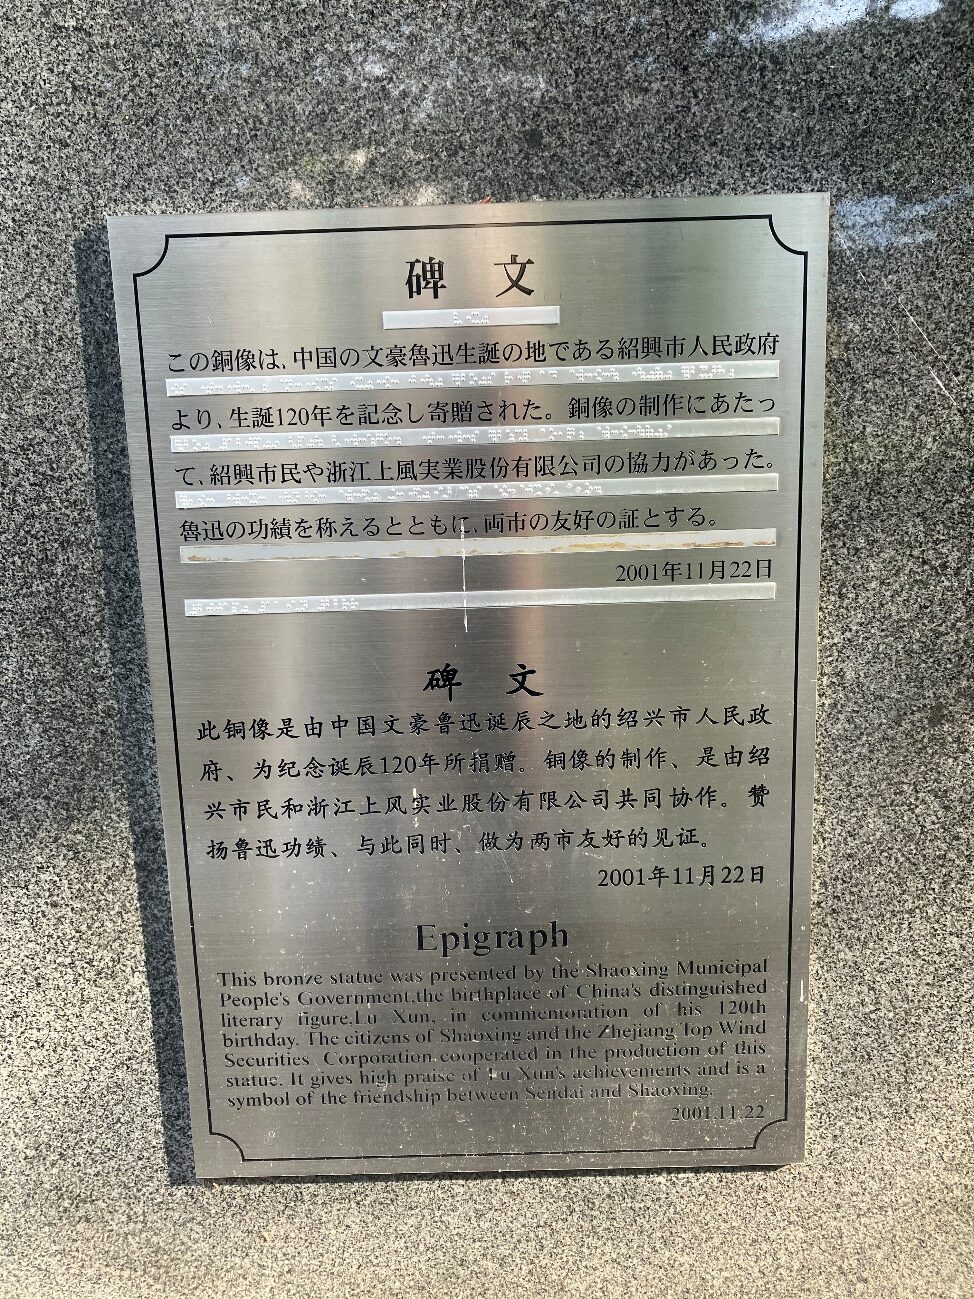 碑 文
この銅像は、中国の文豪魯迅生誕の地である紹興市人民政府
より、生誕120年を記念し寄贈された。銅像の制作にあたっ
て、紹興市民や浙江上風実業股份有限公司の協力があった。
魯迅の功績を称えるとともに、両市の友好の証とする。
2001年11月22日
碑 文
此铜像是由中国文豪鲁迅诞辰之地的绍兴市人民政
府、为纪念诞辰120年所捐赠。铜像的制作、是由绍
兴市民和浙江上风实业股份有限公司共同协作。赞
扬鲁迅功绩、与此同时、做为两市友好的见证。
2001年11月22日
Epigraph
This bronze statue was presented by the Shaoxing Municipal
People's Government,the birthplace of China's distinguished
literary figure,Lu Xun, in commemoration of his 120th
birthday. The citizens of Shaoxing and the Zhejiang Top Wind
Securities Corporation cooperated in the production of this
statue. It gives high praise of Lu Xun's achievements and is a
symbol of the friendship between Sendai and Shaoxing.
2001.11.22